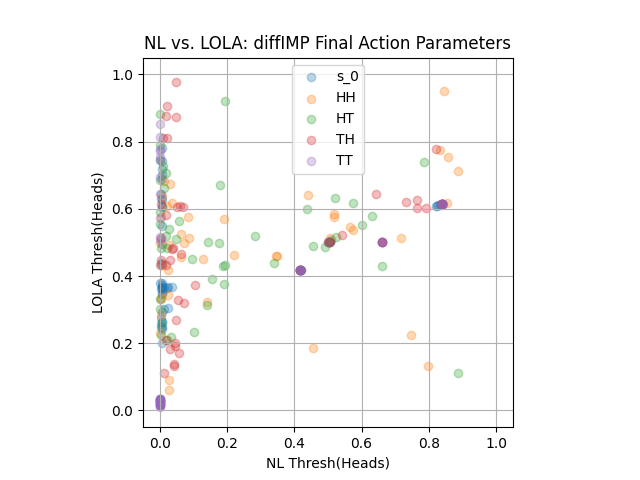 NL vs. LOLA: diffIMP Final Action Parameters
1.0
0.8
0.6
0.4
0.2
0.0
LOLA Thresh(Heads)
s_0
HH
HT
TH
TT
0.0 0.2 0.4 0.6 0.8 1.0
NL Thresh(Heads)